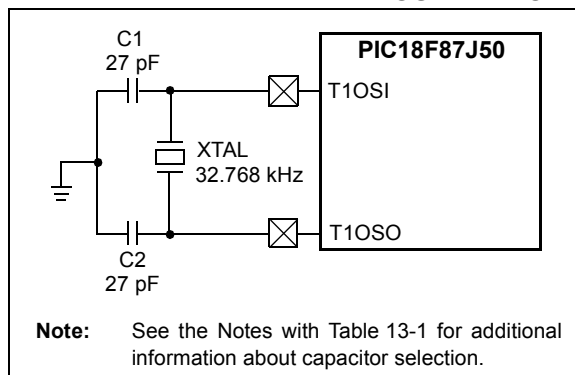 C1
27 pF
PIC18F87J50
T1OSI
XTAL
32.768 kHz
T1OSO
C2
27 pF
Note: See the Notes with Table 13-1 for additional
information about capacitor selection.